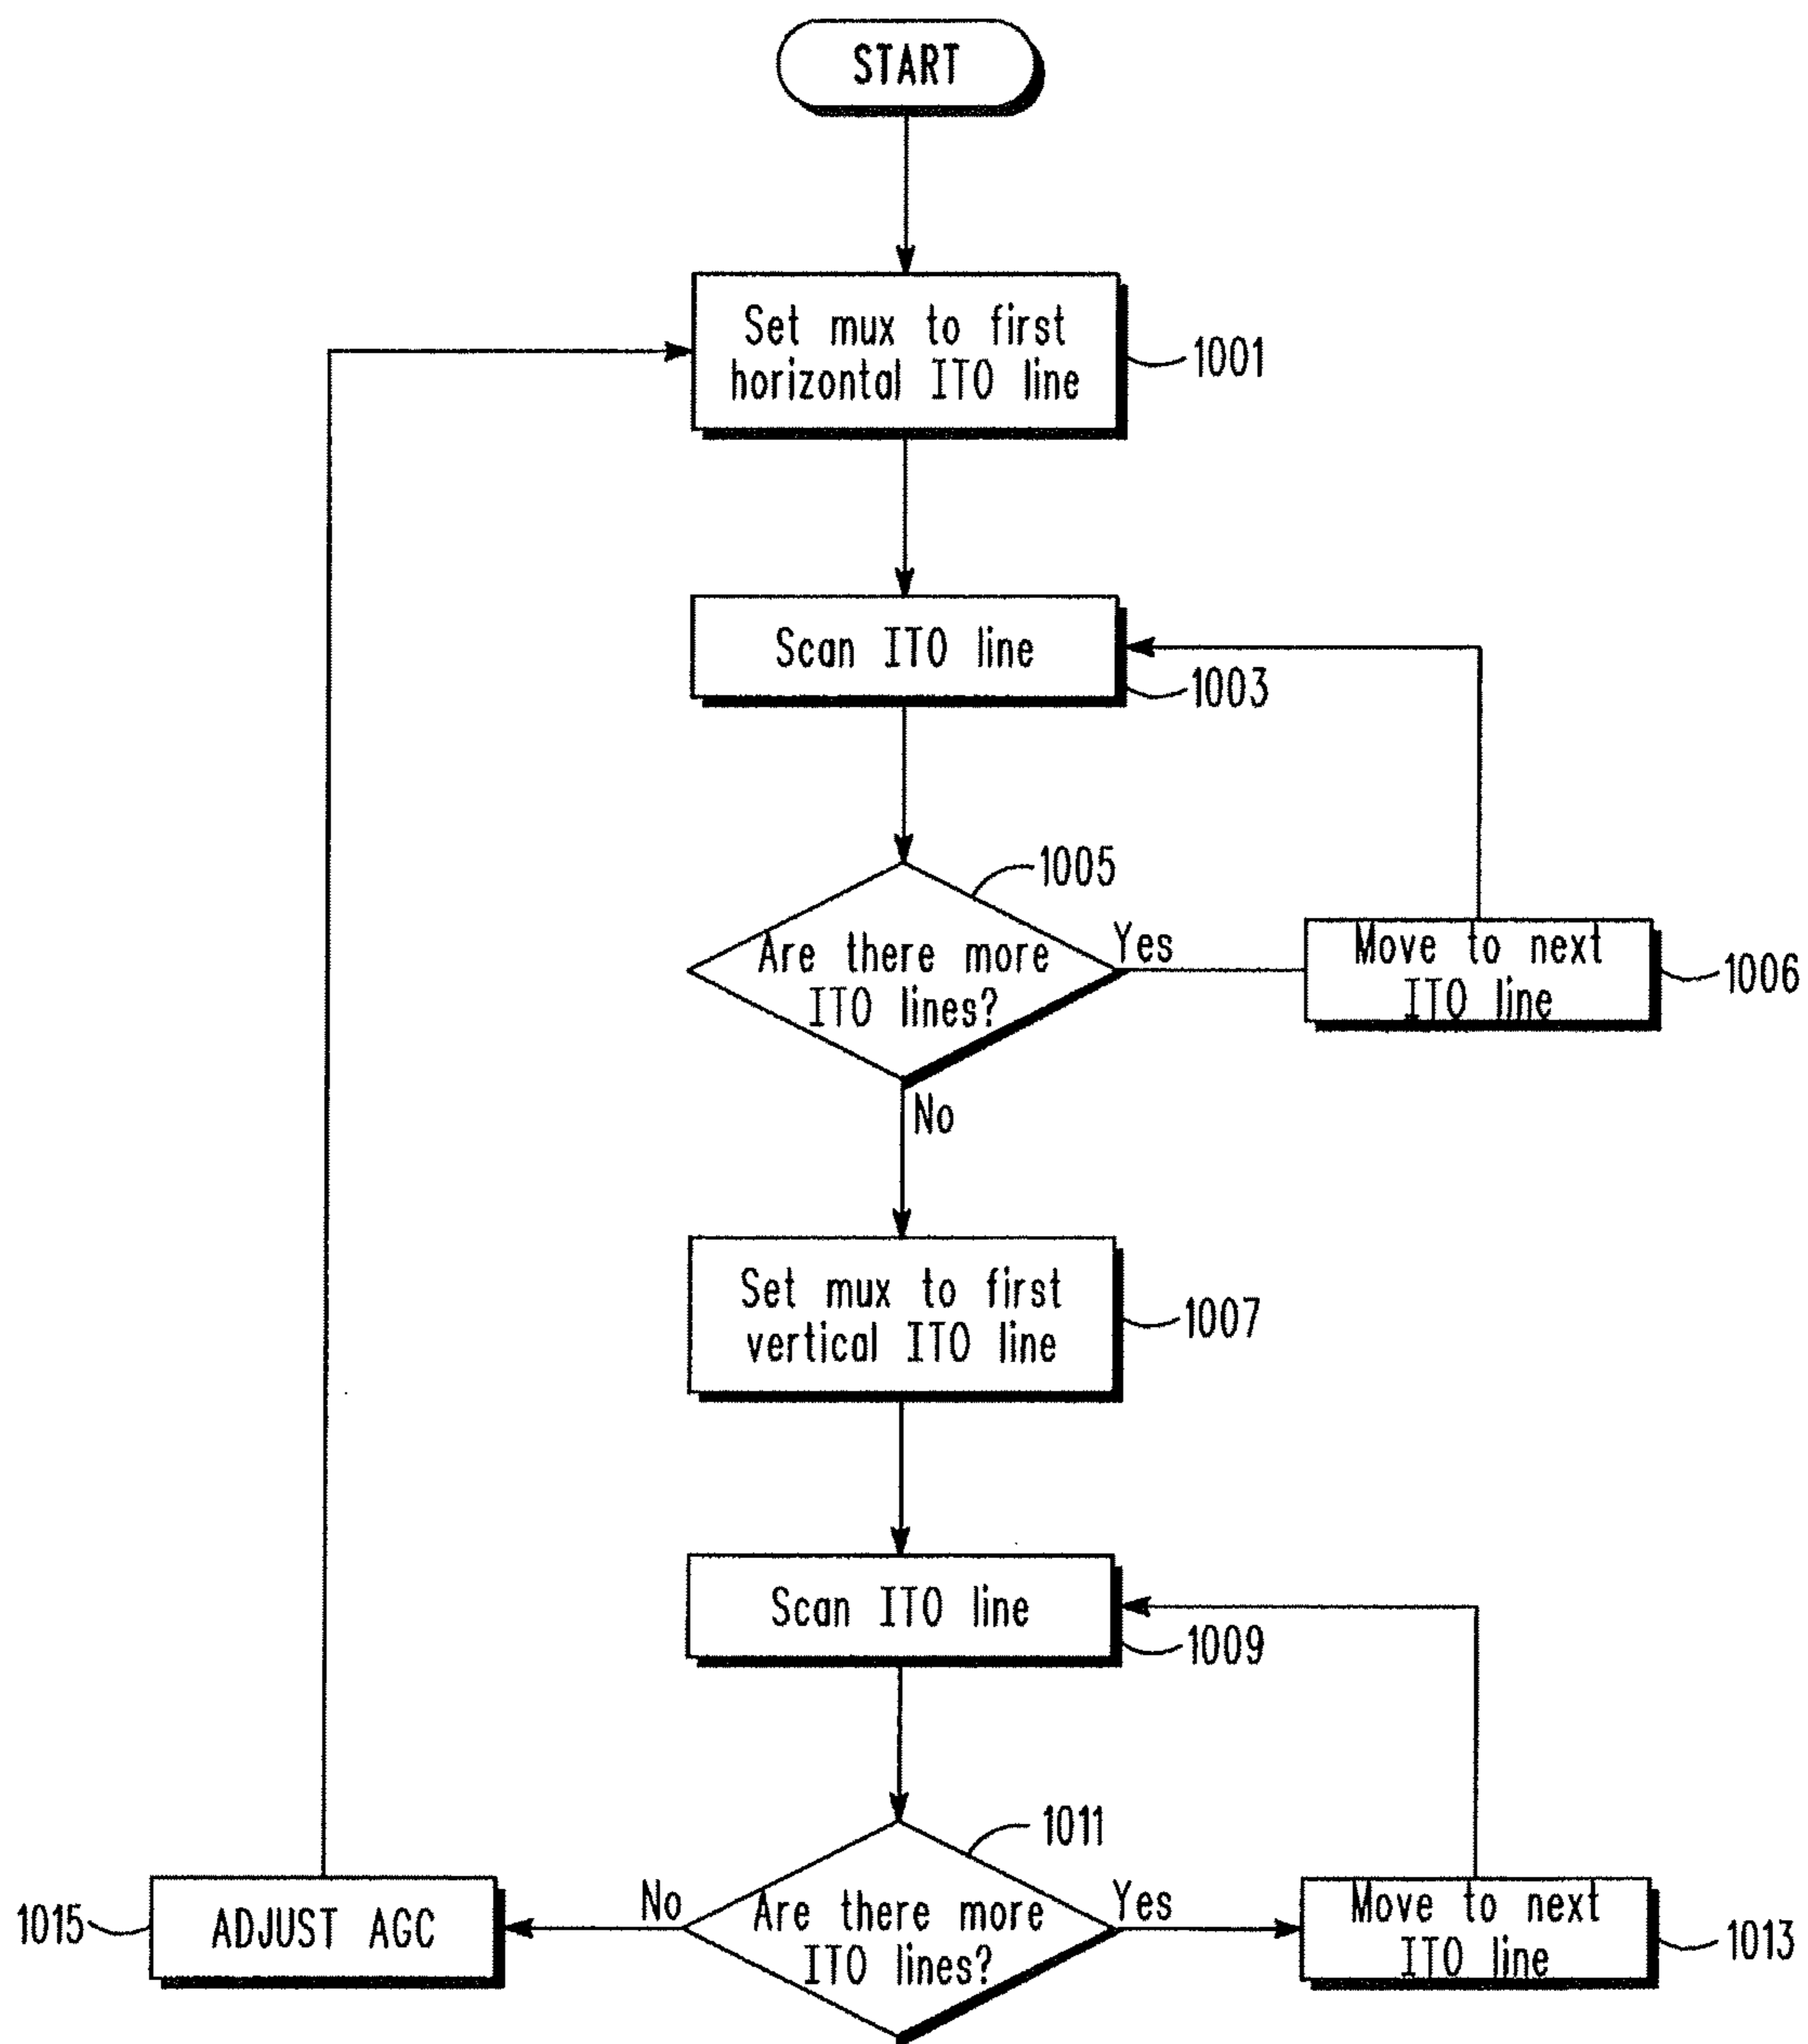 START
Set mux to first
horizontal ITO line
1001
Scan ITO line
1003
1005
Are there more
ITO lines?
Yes
Move to next
ITO line
1006
No
Set mux to first
vertical ITO line
1007
Scan ITO line
1009
1011
Are there more
ITO lines?
Yes
Move to next
ITO line
1013
No
ADJUST AGC
1015